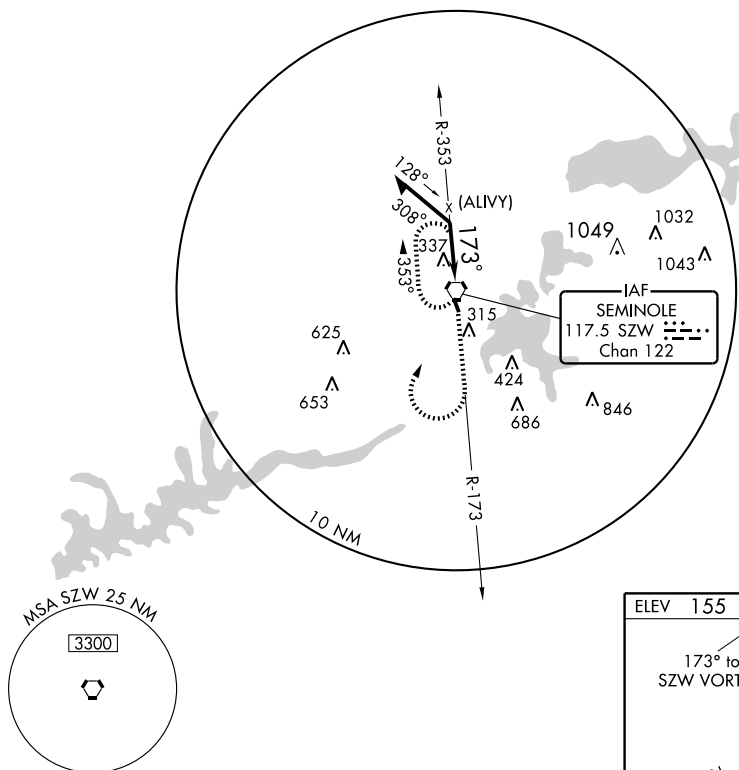 R-353
128°
(ALIVY)
308°
173°
1049
1032
1043
337
353°
IAF
SEMINOLE
117.5 SZW
Chan 122
315
625
653
424
686
846
R-173
10 NM
MSA SZW 25 NM
3300
ELEV 155
173° to
SZW VORT